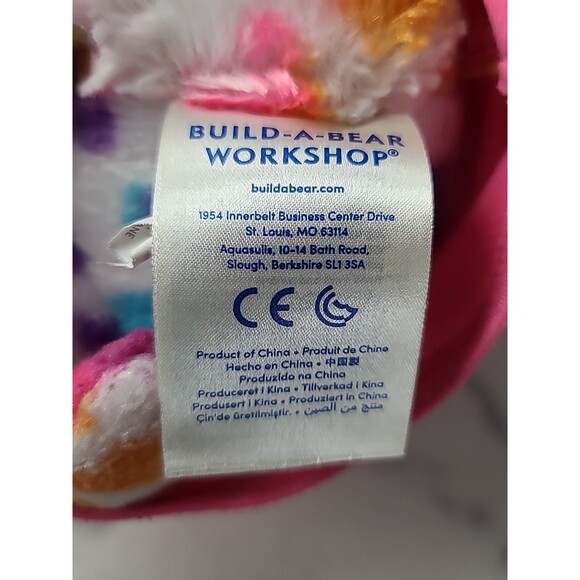 BUILD-A-BEAR
WORKSHOP®
buildabear.com
1954 Innerbelt Business Center Drive
St. Louis, MO 63114
Aquasulis, 10-14 Bath Road,
Slough, Berkshire SL1 3SA
CE
Product of China • Produit de Chine
Hecho en China • 中国製
Produzido na China
Produceret i Kina • Tillverkad i Kina
Produsert i Kina • Produziert in China
Çin'de üretilmiştir. • منتج من الصين